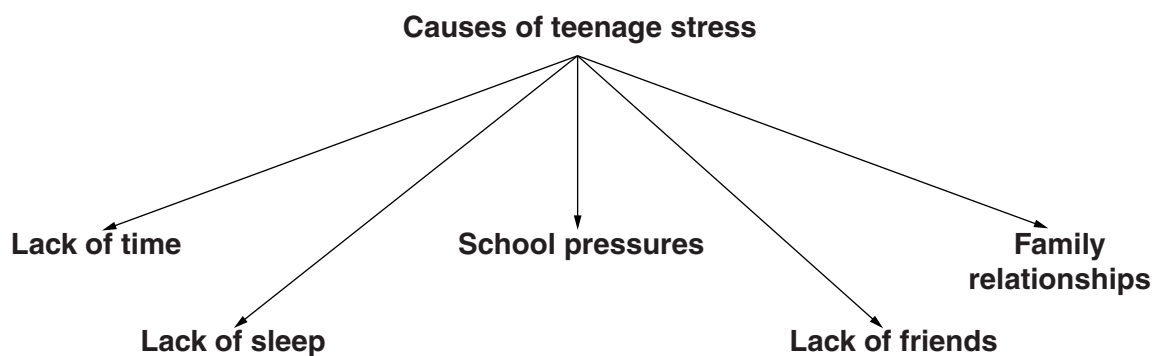 Causes of teenage stress
Lack of time
School pressures
Family
relationships
Lack of sleep
Lack of friends